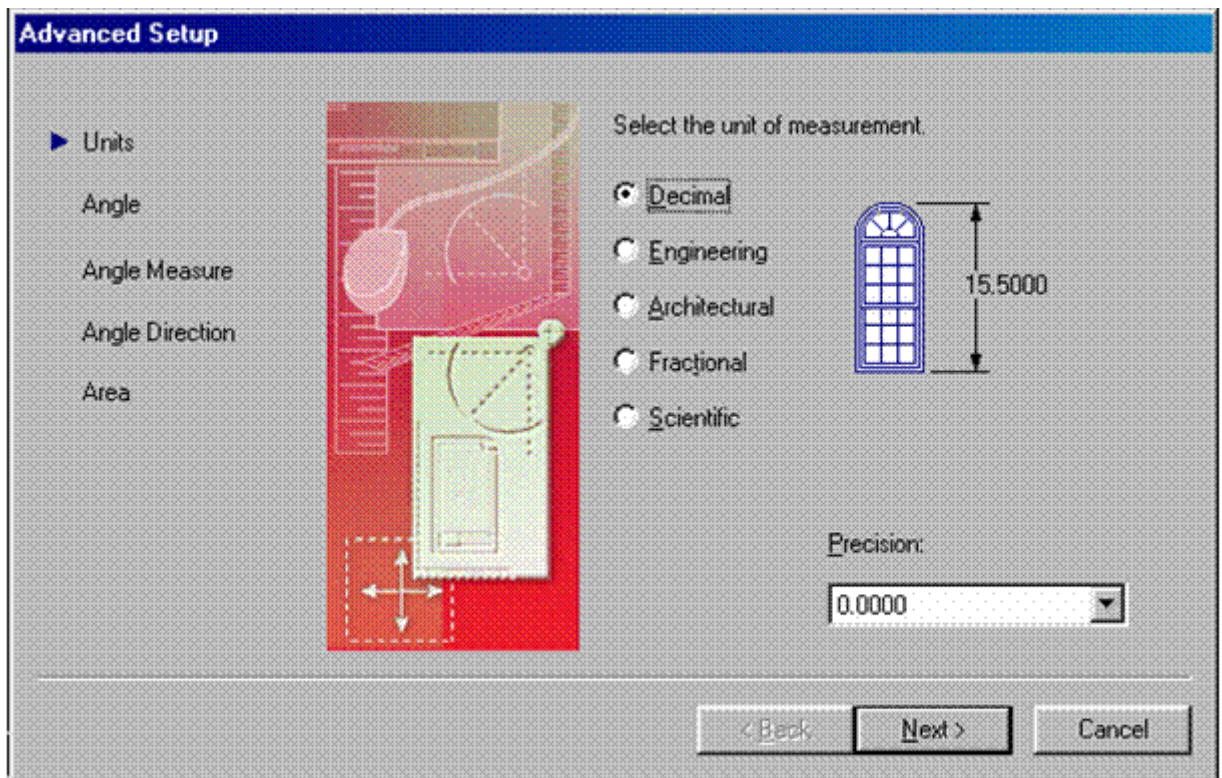 Advanced Setup
Units
Angle
Angle Measure
Angle Direction
Area
Select the unit of measurement.
Decimal
Engineering
Architectural
Fractional
Scientific
15.5000
Precision:
0.0000
< Back
Next >
Cancel